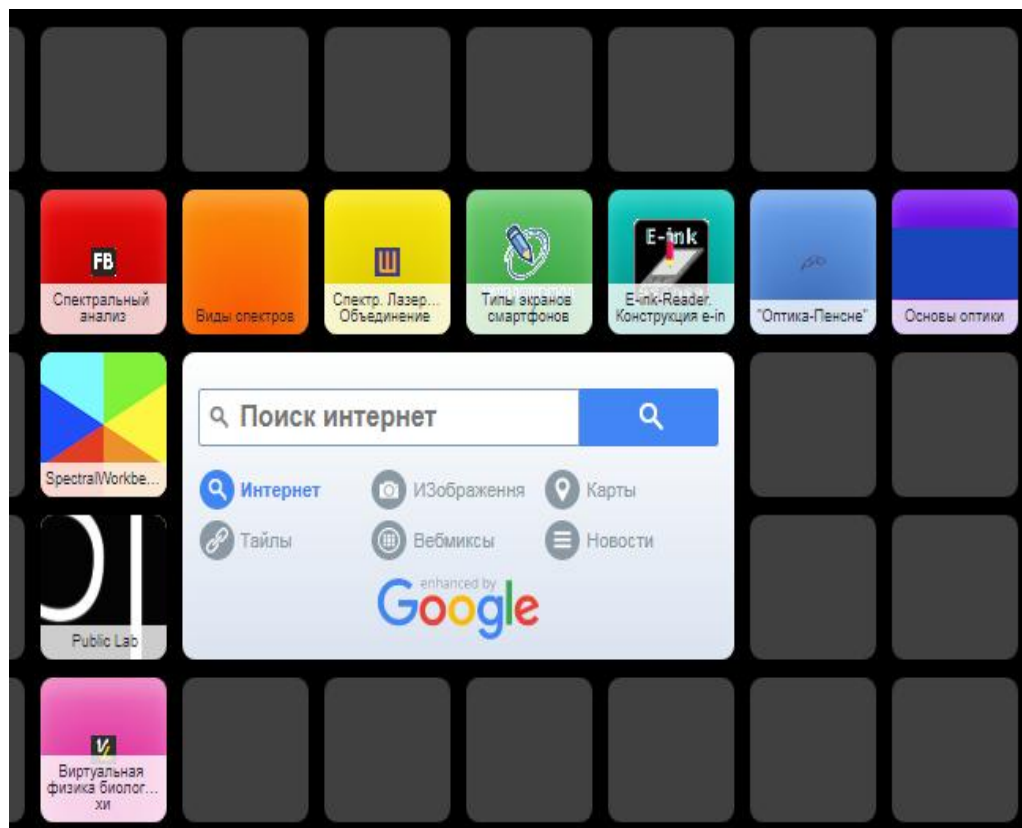 FB
Спектральный
анализ
Виды спектров
Спектр. Лазер...
Объединение
Типы экранов
смартфонов
E-ink
E-ink-Reader.
Конструкция e-in
"Оптика-Пенсне"
Основы оптики
SpectralWorkbe...
Поиск интернет
Интернет
ИЗображення
Карты
Тайлы
Вебмиксы
Новости
enhanced by
Google
Public Lab
Виртуальная
физика биолог...
хи